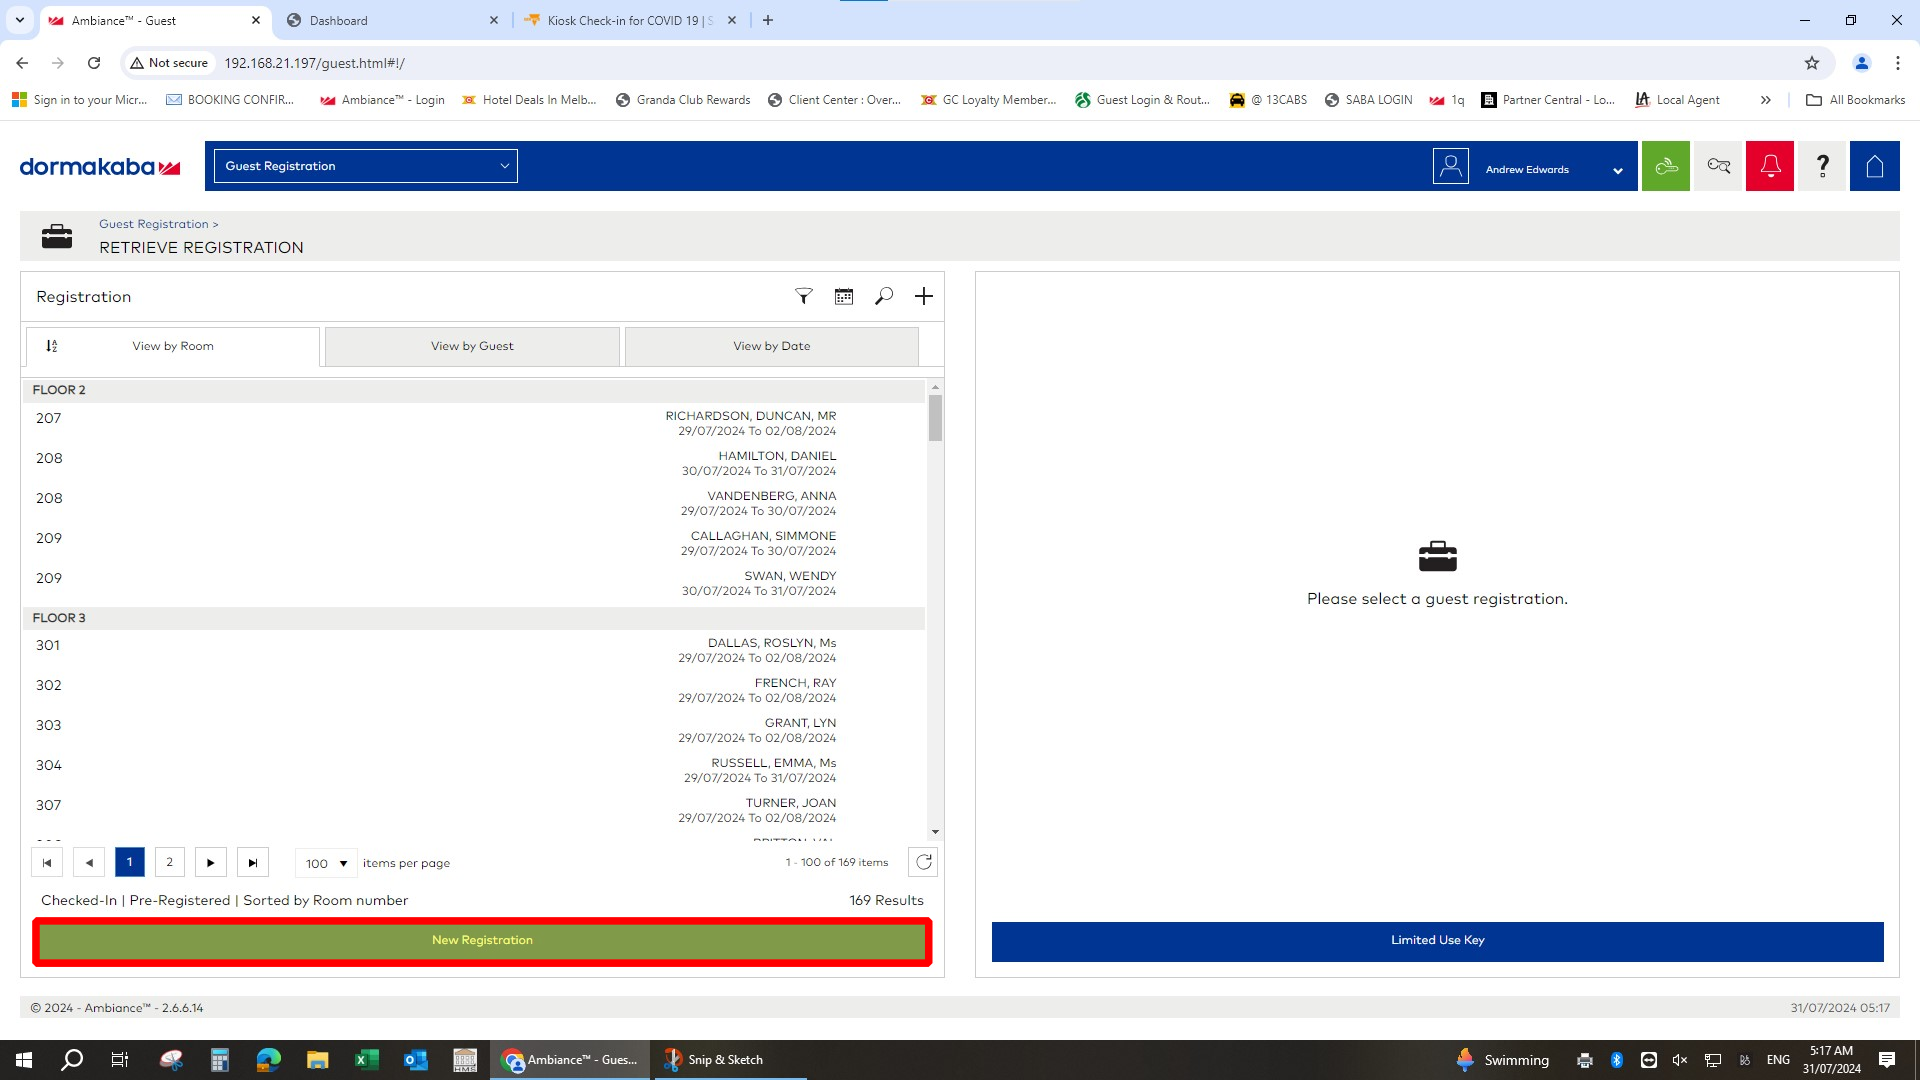 Ambiance™ - Guest
Dashboard
Kiosk Check-in for COVID 19 | S
Not secure
192.168.21.197/guest.html#!/
Sign in to your Micr...
BOOKING CONFIR...
Ambiance™ - Login
Hotel Deals In Melb...
Granda Club Rewards
Client Center : Over...
GC Loyalty Member...
Guest Login & Rout...
@ 13CABS
SABA LOGIN
1q
Partner Central - Lo...
Local Agent
All Bookmarks
dormakaba
Guest Registration
Andrew Edwards
?
Guest Registration >
RETRIEVE REGISTRATION
Registration
View by Room
View by Guest
View by Date
FLOOR 2
207
RICHARDSON, DUNCAN, MR
29/07/2024 To 02/08/2024
208
HAMILTON, DANIEL
30/07/2024 To 31/07/2024
208
VANDENBERG, ANNA
29/07/2024 To 30/07/2024
209
CALLAGHAN, SIMMONE
29/07/2024 To 30/07/2024
209
SWAN, WENDY
30/07/2024 To 31/07/2024
FLOOR 3
301
DALLAS, ROSLYN, Ms
29/07/2024 To 02/08/2024
302
FRENCH, RAY
29/07/2024 To 02/08/2024
303
GRANT, LYN
29/07/2024 To 02/08/2024
304
RUSSELL, EMMA, Ms
29/07/2024 To 31/07/2024
307
TURNER, JOAN
29/07/2024 To 02/08/2024
1
2
100
items per page
1 - 100 of 169 items
Checked-In | Pre-Registered | Sorted by Room number
169 Results
New Registration
Please select a guest registration.
Limited Use Key
© 2024 - Ambiance™ - 2.6.6.14
31/07/2024 05:17
HMS
Ambiance™ - Gues...
Snip & Sketch
Swimming
ENG
5:17 AM
31/07/2024